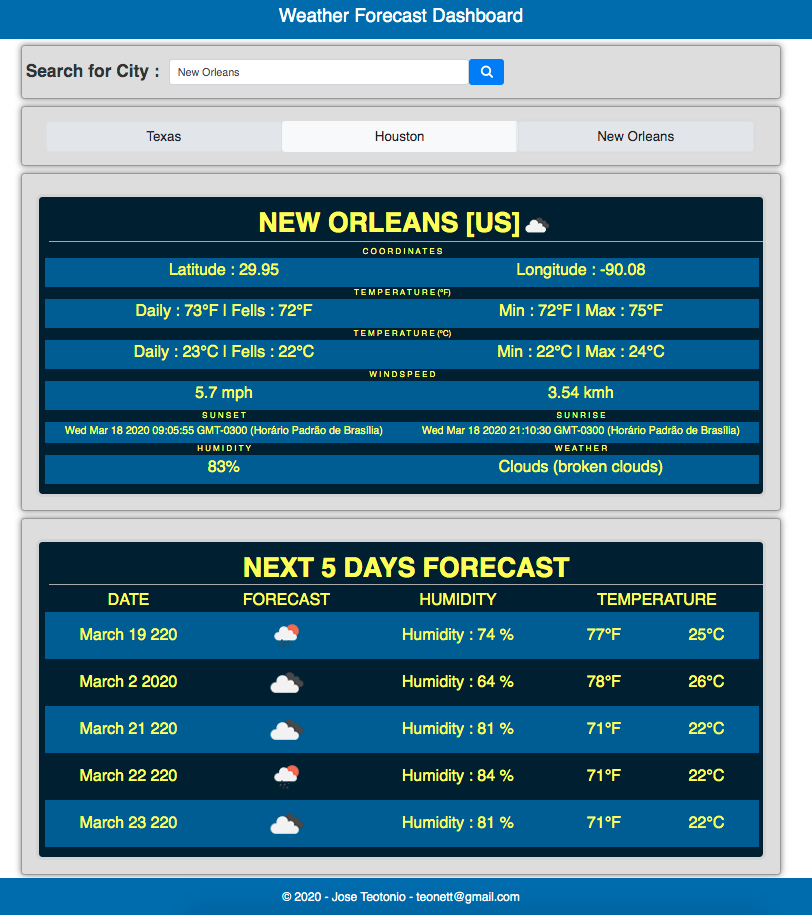 Weather Forecast Dashboard
Search for City : New Orleans
Texas Houston New Orleans
NEW ORLEANS [US]
COORDINATES
Latitude : 29.95 Longitude : -90.08
TEMPERATURE(°F)
Daily : 73°F | Fells : 72°F Min : 72°F | Max : 75°F
TEMPERATURE(°C)
Daily : 23°C | Fells : 22°C Min : 22°C | Max : 24°C
WINDSPEED
5.7 mph 3.54 kmh
SUNSET SUNRISE
Wed Mar 18 2020 09:05:55 GMT-0300 (Horário Padrão de Brasília) Wed Mar 18 2020 21:10:30 GMT-0300 (Horário Padrão de Brasília)
HUMIDITY WEATHER
83% Clouds (broken clouds)
NEXT 5 DAYS FORECAST
DATE FORECAST HUMIDITY TEMPERATURE
March 19 220 Humidity : 74 % 77°F 25°C
March 2 2020 Humidity : 64 % 78°F 26°C
March 21 220 Humidity : 81 % 71°F 22°C
March 22 220 Humidity : 84 % 71°F 22°C
March 23 220 Humidity : 81 % 71°F 22°C
© 2020 - Jose Teotonio - teonett@gmail.com